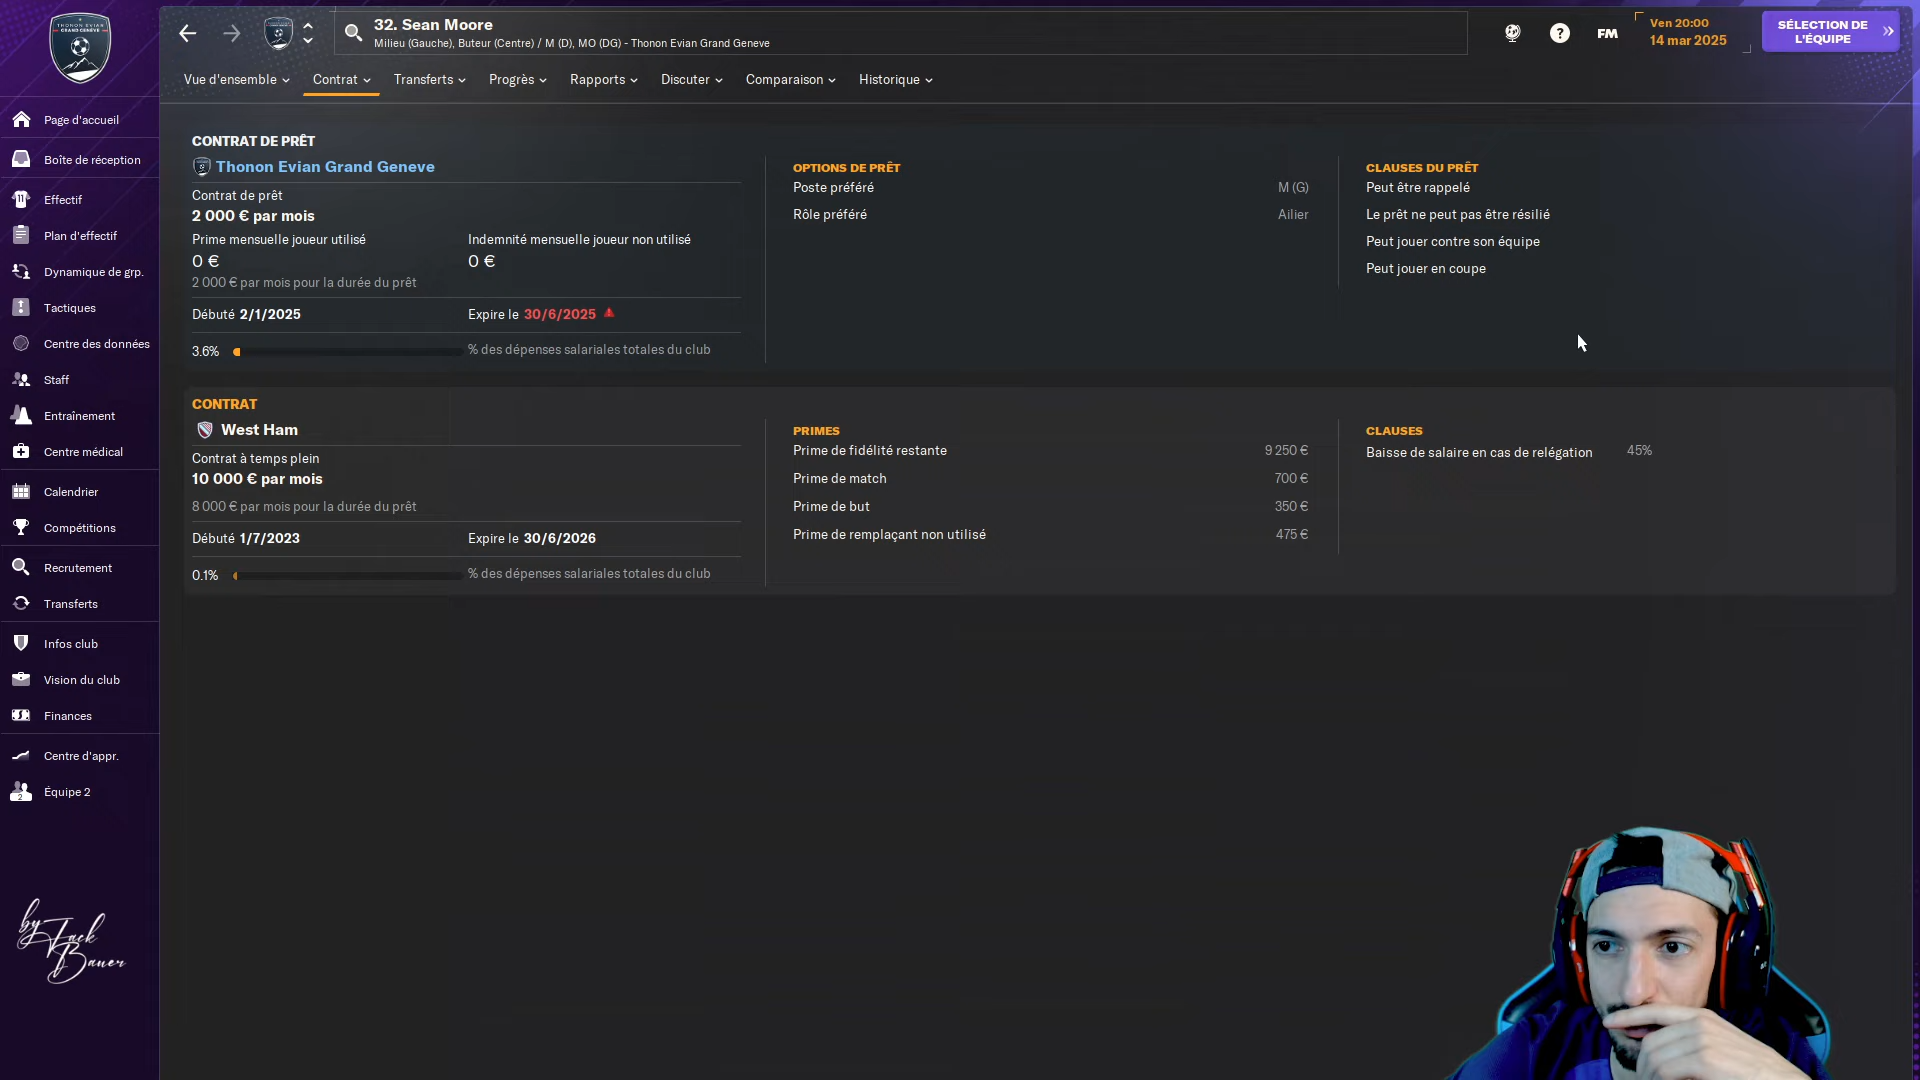 THONON EVIAN
GRAND GENÈVE
32. Sean Moore
Milieu (Gauche), Buteur (Centre) / M (D), MO (DG) - Thonon Evian Grand Geneve
FM
Ven 20:00
14 mar 2025
SÉLECTION DE
L'ÉQUIPE
Vue d'ensemble
Contrat
Transferts
Progrès
Rapports
Discuter
Comparaison
Historique
Page d'accueil
Boîte de réception
Effectif
Plan d'effectif
Dynamique de grp.
Tactiques
Centre des données
Staff
Entraînement
Centre médical
Calendrier
Compétitions
Recrutement
Transferts
Infos club
Vision du club
Finances
Centre d'appr.
Équipe 2
by Jack
Bauer
CONTRAT DE PRÊT
Thonon Evian Grand Geneve
Contrat de prêt
2 000 € par mois
Prime mensuelle joueur utilisé
Indemnité mensuelle joueur non utilisé
0 €
0 €
2 000 € par mois pour la durée du prêt
Débuté 2/1/2025
Expire le 30/6/2025
3.6%
% des dépenses salariales totales du club
OPTIONS DE PRÊT
Poste préféré
M (G)
Rôle préféré
Ailier
CLAUSES DU PRÊT
Peut être rappelé
Le prêt ne peut pas être résilié
Peut jouer contre son équipe
Peut jouer en coupe
CONTRAT
West Ham
Contrat à temps plein
10 000 € par mois
8 000 € par mois pour la durée du prêt
Débuté 1/7/2023
Expire le 30/6/2026
0.1%
% des dépenses salariales totales du club
PRIMES
Prime de fidélité restante
9 250 €
Prime de match
700 €
Prime de but
350 €
Prime de remplaçant non utilisé
475 €
CLAUSES
Baisse de salaire en cas de relégation
45%